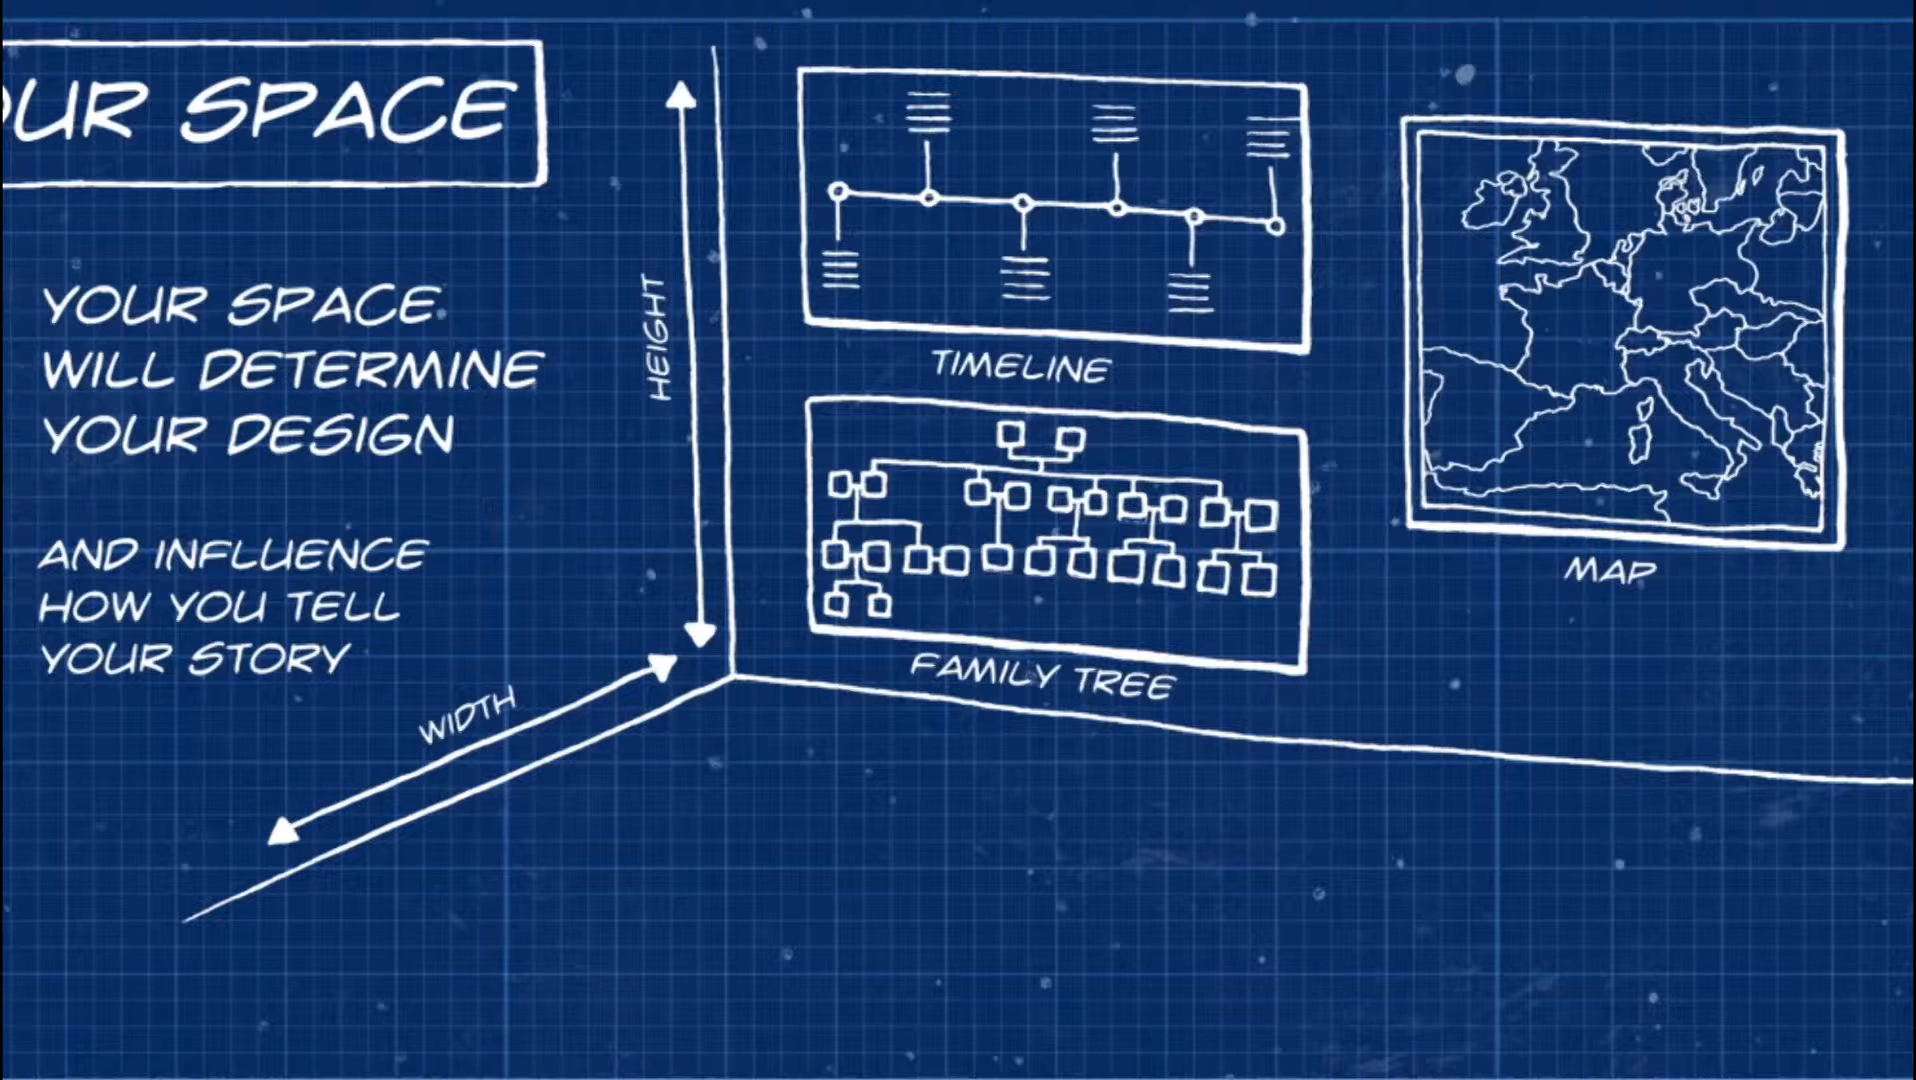 OUR SPACE
YOUR SPACE
WILL DETERMINE
YOUR DESIGN
AND INFLUENCE
HOW YOU TELL
YOUR STORY
HEIGHT
WIDTH
TIMELINE
FAMILY TREE
MAP